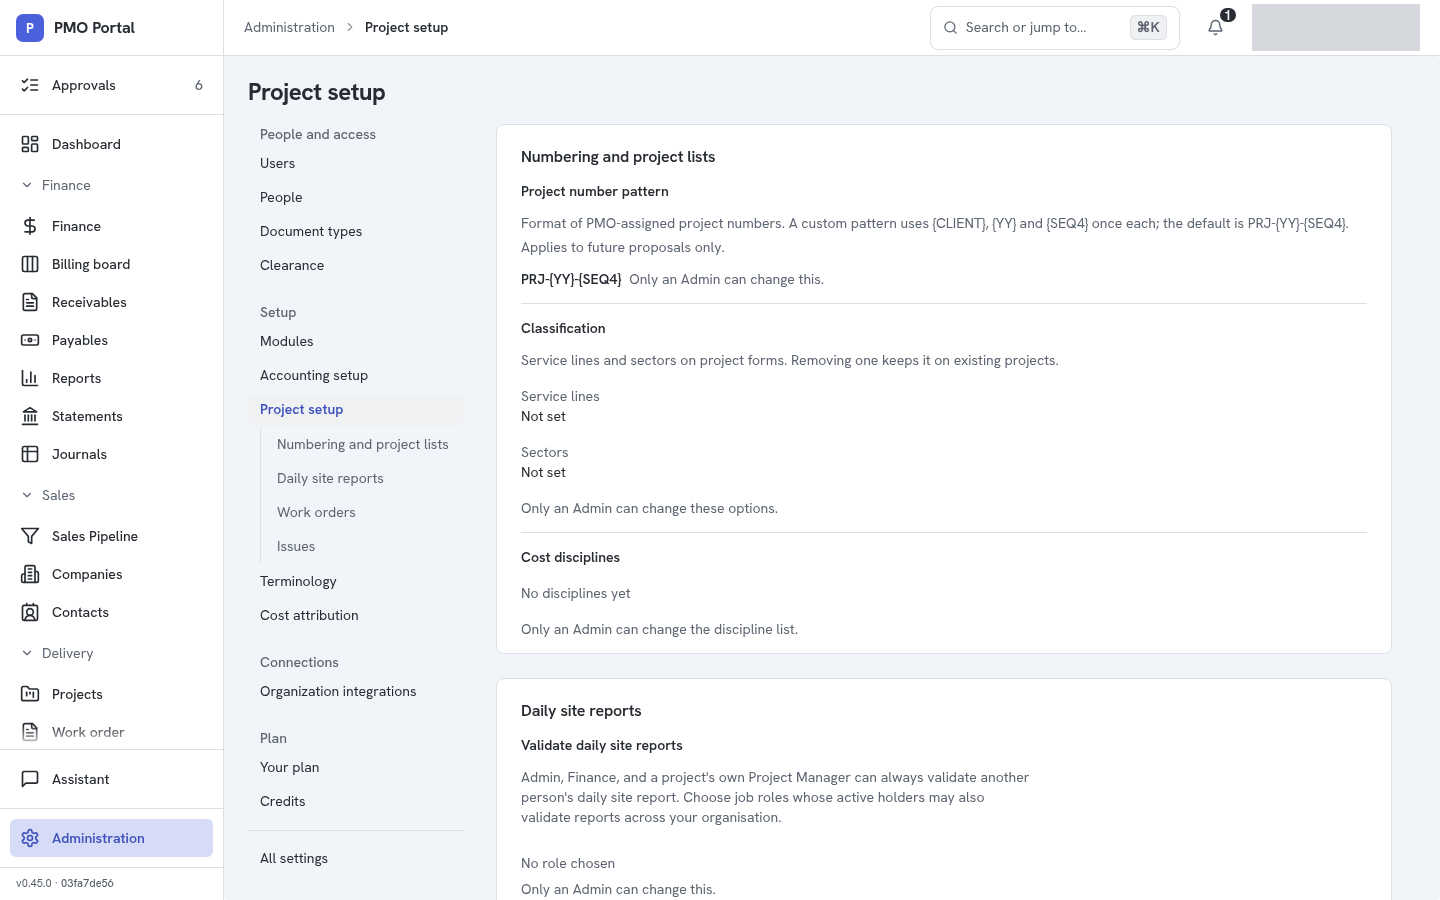 P PMO Portal
Administration > Project setup
Search or jump to... ⌘K
1
Approvals 6
Dashboard
Finance
Finance
Billing board
Receivables
Payables
Reports
Statements
Journals
Sales
Sales Pipeline
Companies
Contacts
Delivery
Projects
Work order
Assistant
Administration
v0.45.0 · 03fa7de56
Project setup
People and access
Users
People
Document types
Clearance
Setup
Modules
Accounting setup
Project setup
Numbering and project lists
Daily site reports
Work orders
Issues
Terminology
Cost attribution
Connections
Organization integrations
Plan
Your plan
Credits
All settings
Numbering and project lists
Project number pattern
Format of PMO-assigned project numbers. A custom pattern uses {CLIENT}, {YY} and {SEQ4} once each; the default is PRJ-{YY}-{SEQ4}.
Applies to future proposals only.
PRJ-{YY}-{SEQ4} Only an Admin can change this.
Classification
Service lines and sectors on project forms. Removing one keeps it on existing projects.
Service lines
Not set
Sectors
Not set
Only an Admin can change these options.
Cost disciplines
No disciplines yet
Only an Admin can change the discipline list.
Daily site reports
Validate daily site reports
Admin, Finance, and a project's own Project Manager can always validate another
person's daily site report. Choose job roles whose active holders may also
validate reports across your organisation.
No role chosen
Only an Admin can change this.